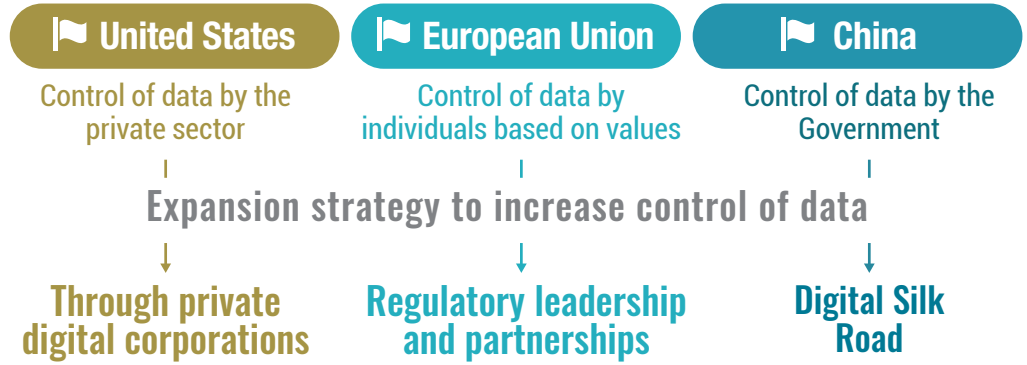 United States
European Union
China
Control of data by the
private sector
Control of data by
individuals based on values
Control of data by the
Government
Expansion strategy to increase control of data
Through private
digital corporations
Regulatory leadership
and partnerships
Digital Silk
Road